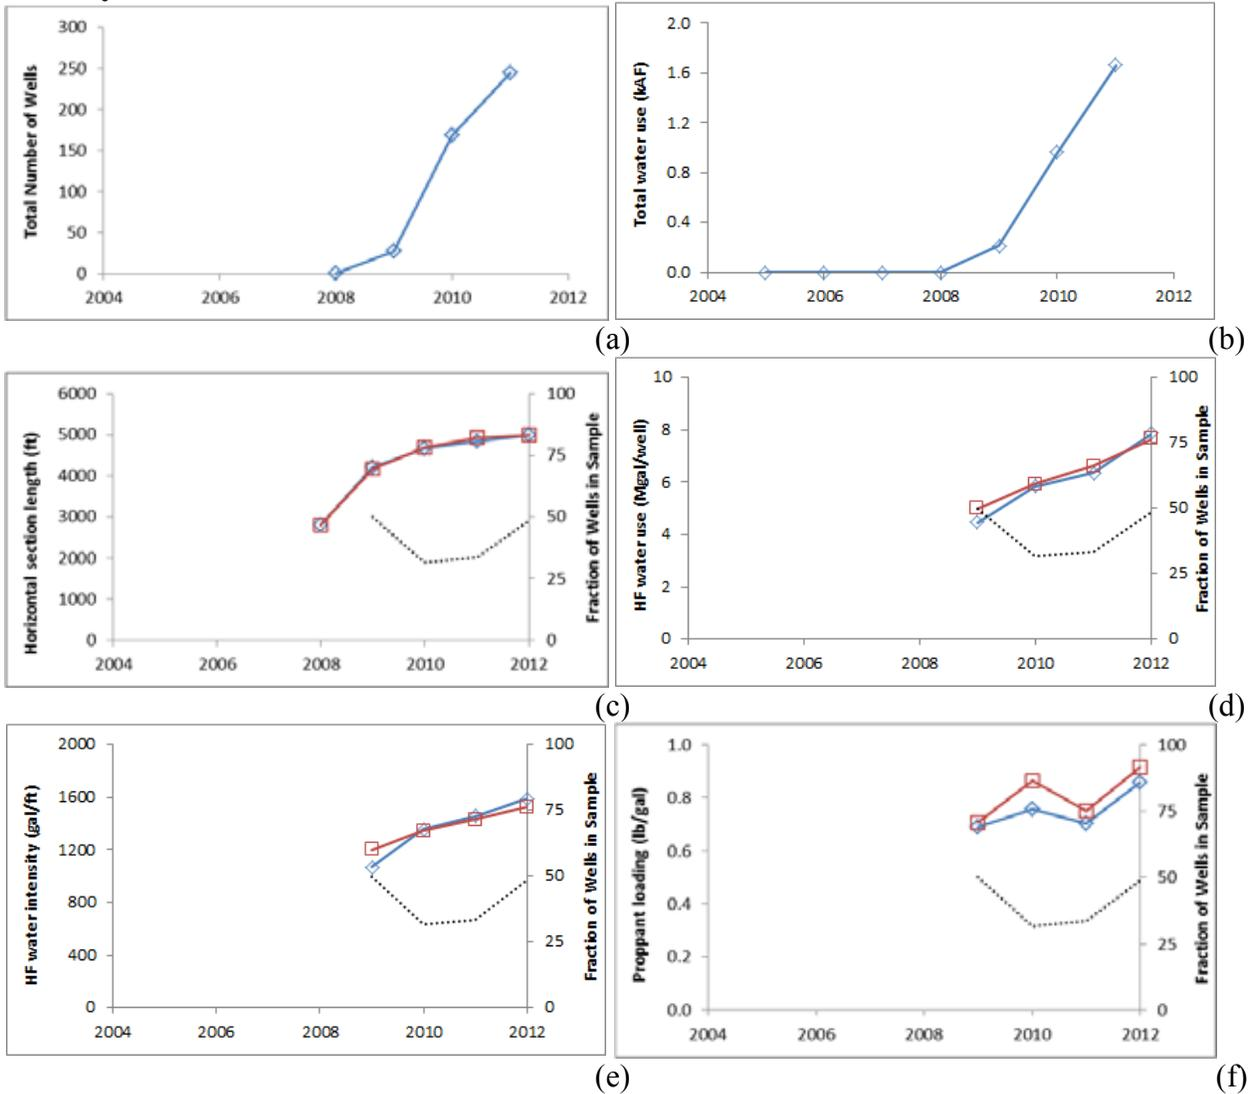 300
250
200
150
100
50
0
Total Number of Wells
2004 2006 2008 2010 2012
(a)
2.0
1.6
1.2
0.8
0.4
0.0
Total water use (kAF)
2004 2006 2008 2010 2012
(b)
6000
5000
4000
3000
2000
1000
0
Horizontal section length (ft)
100
75
50
25
0
Fraction of Wells in Sample
2004 2006 2008 2010 2012
(c)
10
8
6
4
2
0
HF water use (Mgal/well)
100
75
50
25
0
Fraction of Wells in Sample
2004 2006 2008 2010 2012
(d)
2000
1600
1200
800
400
0
HF water intensity (gal/ft)
100
75
50
25
0
Fraction of Wells in Sample
2004 2006 2008 2010 2012
(e)
1.0
0.8
0.6
0.4
0.2
0.0
Proppant loading (lb/gal)
100
75
50
25
0
Fraction of Wells in Sample
2004 2006 2008 2010 2012
(f)